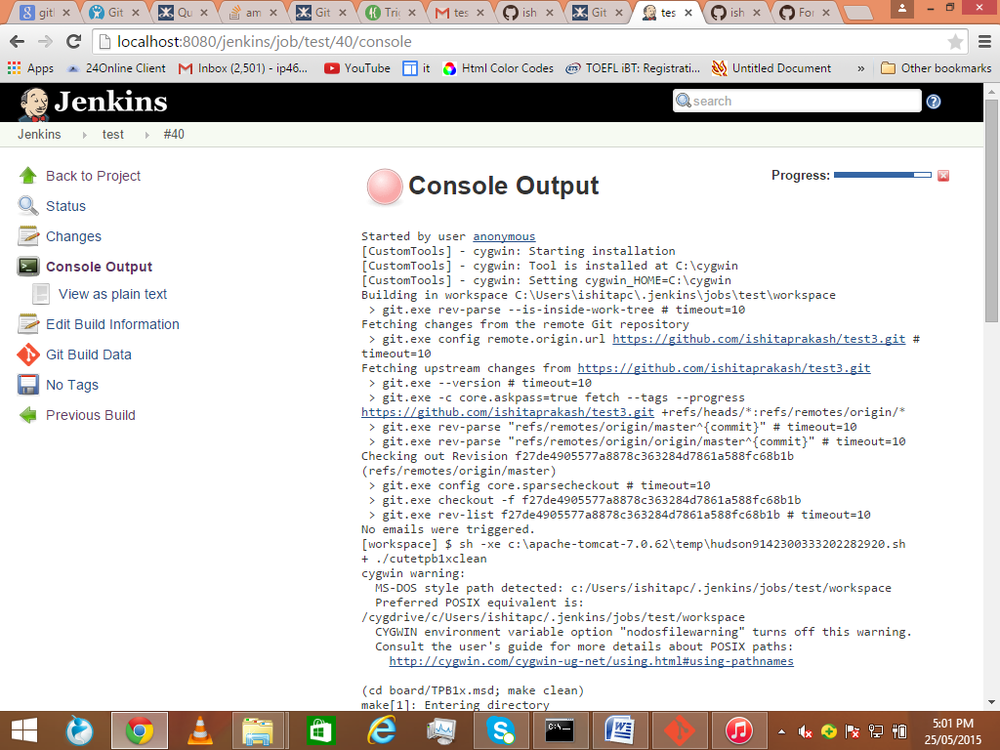 gitl
Git
Qu
am
Git
Trig
tes
ish
Git
tes
ish
For
localhost:8080/jenkins/job/test/40/console
Apps
24Online Client
Inbox (2,501) - ip46...
YouTube
it
Html Color Codes
TOEFL iBT: Registrati...
Untitled Document
»
Other bookmarks
Jenkins
search
Jenkins
test
#40
Back to Project
Status
Changes
Console Output
View as plain text
Edit Build Information
Git Build Data
No Tags
Previous Build
Console Output
Progress:
Started by user anonymous
[CustomTools] - cygwin: Starting installation
[CustomTools] - cygwin: Tool is installed at C:\cygwin
[CustomTools] - cygwin: Setting cygwin_HOME=C:\cygwin
Building in workspace C:\Users\ishitapc\.jenkins\jobs\test\workspace
> git.exe rev-parse --is-inside-work-tree # timeout=10
Fetching changes from the remote Git repository
> git.exe config remote.origin.url https://github.com/ishitaprakash/test3.git #
timeout=10
Fetching upstream changes from https://github.com/ishitaprakash/test3.git
> git.exe --version # timeout=10
> git.exe -c core.askpass=true fetch --tags --progress
https://github.com/ishitaprakash/test3.git +refs/heads/*:refs/remotes/origin/*
> git.exe rev-parse "refs/remotes/origin/master^{commit}" # timeout=10
> git.exe rev-parse "refs/remotes/origin/origin/master^{commit}" # timeout=10
Checking out Revision f27de4905577a8878c363284d7861a588fc68b1b
(refs/remotes/origin/master)
> git.exe config core.sparsecheckout # timeout=10
> git.exe checkout -f f27de4905577a8878c363284d7861a588fc68b1b
> git.exe rev-list f27de4905577a8878c363284d7861a588fc68b1b # timeout=10
No emails were triggered.
[workspace] $ sh -xe c:\apache-tomcat-7.0.62\temp\hudson9142300333202282920.sh
+ ./cutetpb1xclean
cygwin warning:
MS-DOS style path detected: c:/Users/ishitapc/.jenkins/jobs/test/workspace
Preferred POSIX equivalent is:
/cygdrive/c/Users/ishitapc/.jenkins/jobs/test/workspace
CYGWIN environment variable option "nodosfilewarning" turns off this warning.
Consult the user's guide for more details about POSIX paths:
http://cygwin.com/cygwin-ug-net/using.html#using-pathnames
(cd board/TPB1x.msd; make clean)
make[1]: Entering directory
5:01 PM
25/05/2015